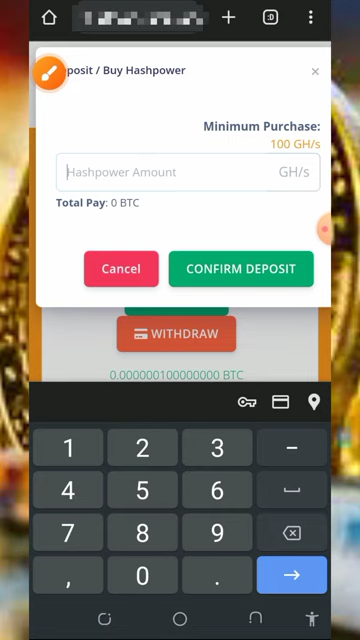 posit / Buy Hashpower
×
Minimum Purchase:
100 GH/s
Hashpower Amount
GH/s
Total Pay: 0 BTC
Cancel
CONFIRM DEPOSIT
WITHDRAW
0.000000100000000 BTC
1 2 3 −
4 5 6
7 8 9
, 0 .